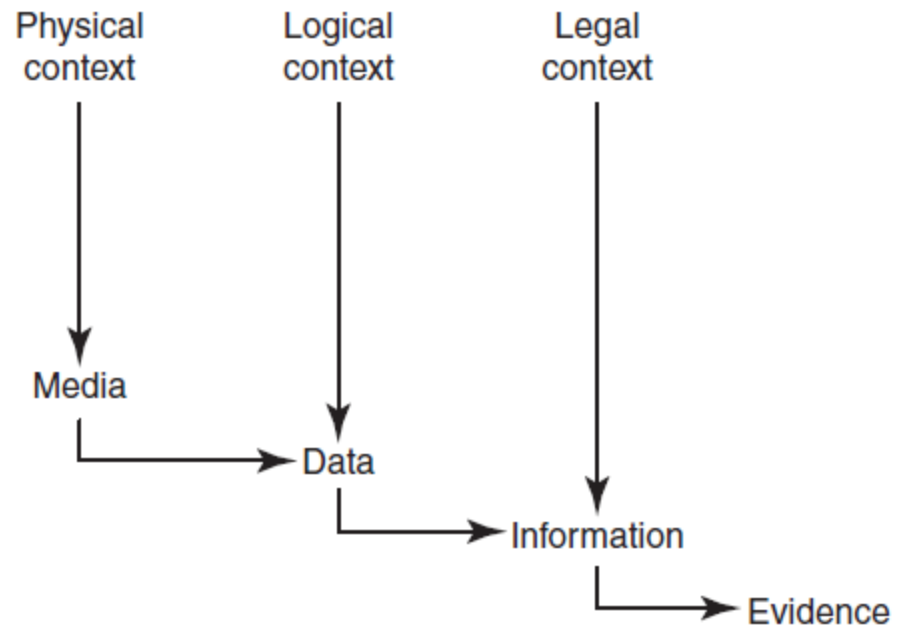 Physical
context
Logical
context
Legal
context
Media
Data
Information
Evidence